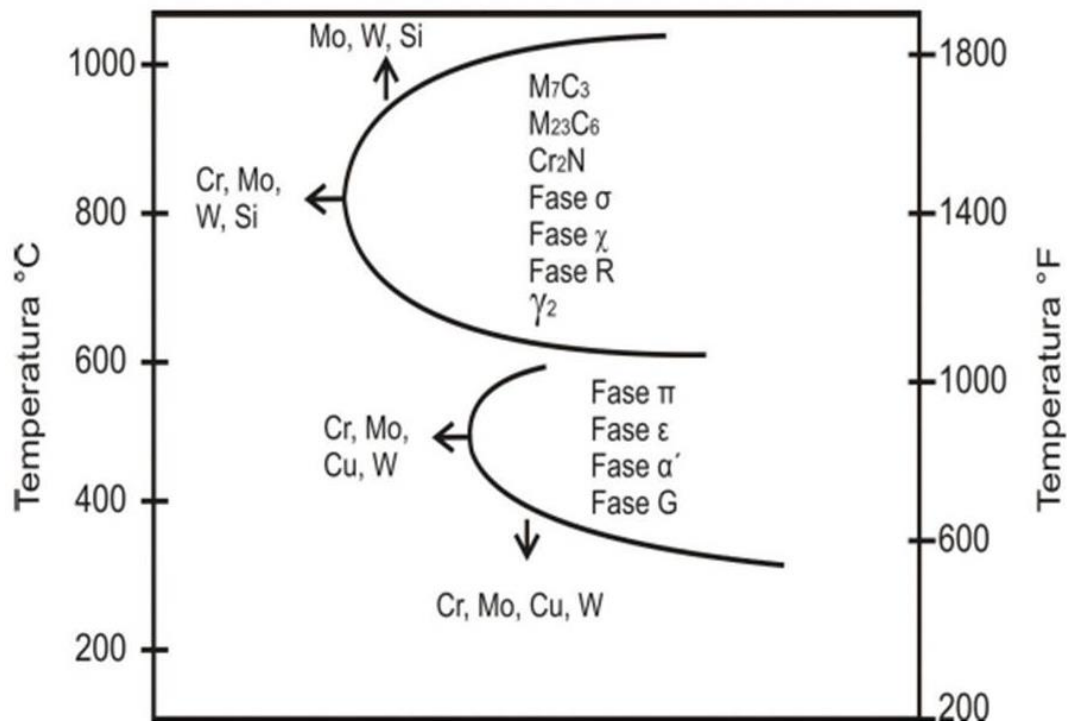 Temperatura °C
1000
800
600
400
200
Mo, W, Si
Cr, Mo,
W, Si
M₇C₃
M₂₃C₆
Cr₂N
Fase σ
Fase χ
Fase R
γ₂
Cr, Mo,
Cu, W
Fase π
Fase ε
Fase α´
Fase G
Cr, Mo, Cu, W
1800
1400
1000
600
200
Temperatura °F